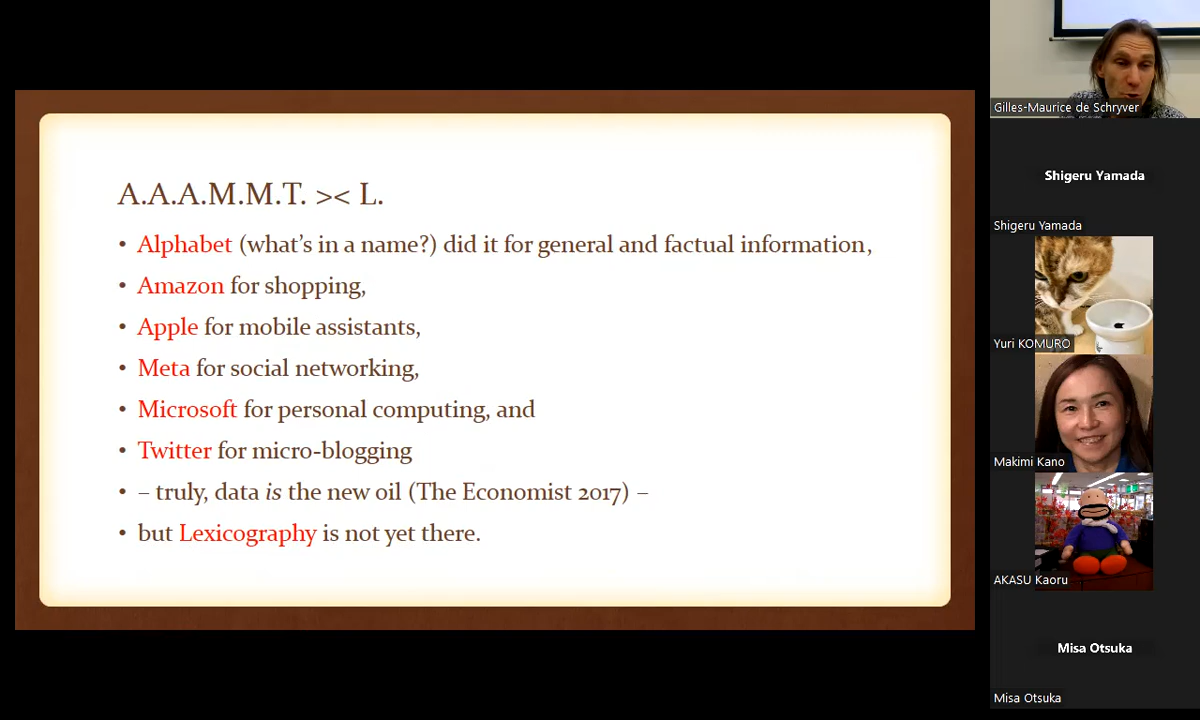 A.A.A.M.M.T. >< L.
• Alphabet (what's in a name?) did it for general and factual information,
• Amazon for shopping,
• Apple for mobile assistants,
• Meta for social networking,
• Microsoft for personal computing, and
• Twitter for micro-blogging
• – truly, data is the new oil (The Economist 2017) –
• but Lexicography is not yet there.
Gilles-Maurice de Schryver
Shigeru Yamada
Shigeru Yamada
Yuri KOMURO
Makimi Kano
AKASU Kaoru
Misa Otsuka
Misa Otsuka